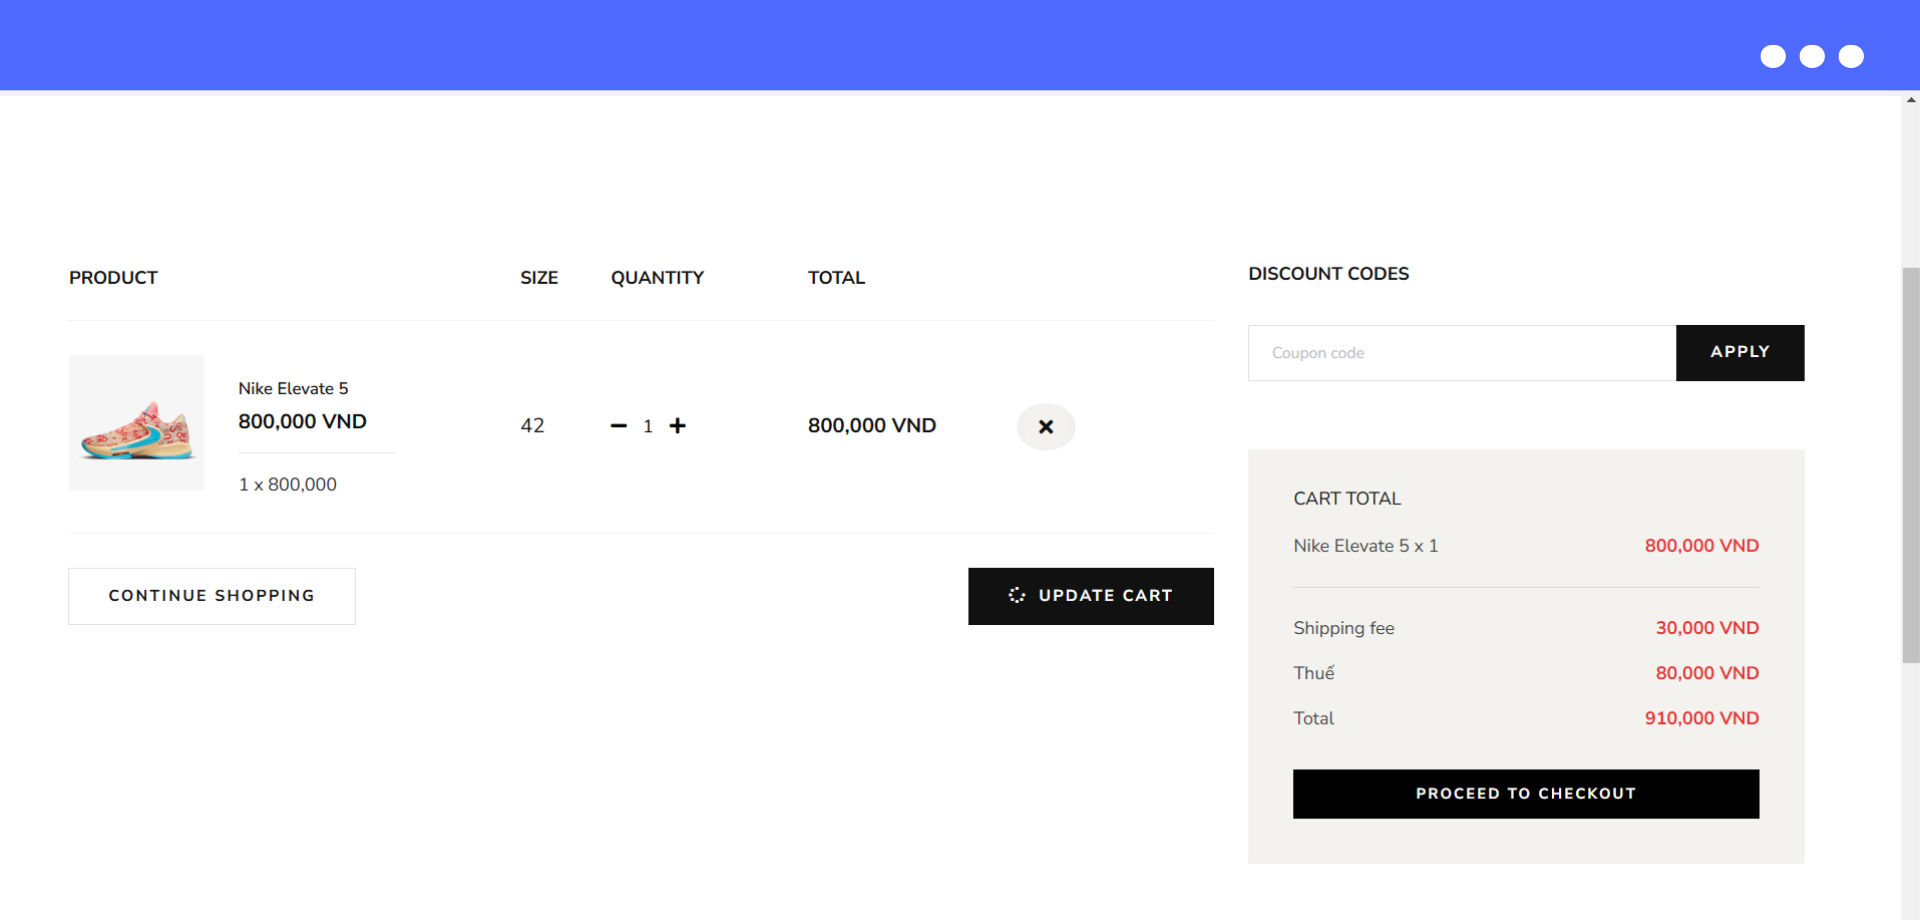 PRODUCT SIZE QUANTITY TOTAL
Nike Elevate 5
800,000 VND
1 x 800,000
42 1 800,000 VND
CONTINUE SHOPPING
UPDATE CART
DISCOUNT CODES
Coupon code APPLY
CART TOTAL
Nike Elevate 5 x 1 800,000 VND
Shipping fee 30,000 VND
Thuế 80,000 VND
Total 910,000 VND
PROCEED TO CHECKOUT